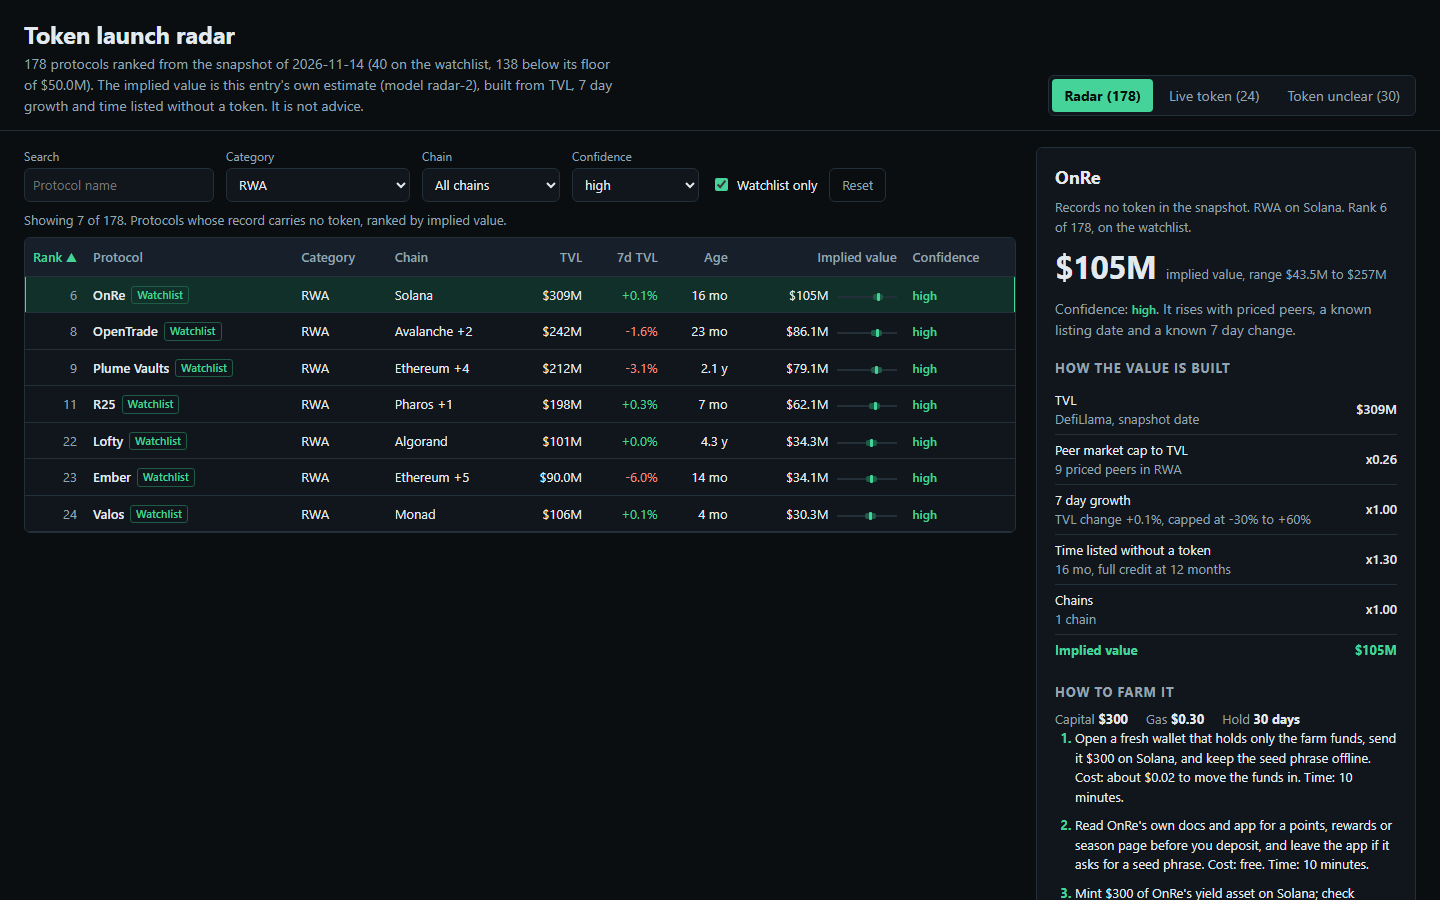 Token launch radar
178 protocols ranked from the snapshot of 2026-11-14 (40 on the watchlist, 138 below its floor
of $50.0M). The implied value is this entry's own estimate (model radar-2), built from TVL, 7 day
growth and time listed without a token. It is not advice.
Radar (178) Live token (24) Token unclear (30)
Search Category Chain Confidence
Protocol name RWA All chains high Watchlist only Reset
Showing 7 of 178. Protocols whose record carries no token, ranked by implied value.
Rank ▲ Protocol Category Chain TVL 7d TVL Age Implied value Confidence
6 OnRe Watchlist RWA Solana $309M +0.1% 16 mo $105M high
8 OpenTrade Watchlist RWA Avalanche +2 $242M -1.6% 23 mo $86.1M high
9 Plume Vaults Watchlist RWA Ethereum +4 $212M -3.1% 2.1 y $79.1M high
11 R25 Watchlist RWA Pharos +1 $198M +0.3% 7 mo $62.1M high
22 Lofty Watchlist RWA Algorand $101M +0.0% 4.3 y $34.3M high
23 Ember Watchlist RWA Ethereum +5 $90.0M -6.0% 14 mo $34.1M high
24 Valos Watchlist RWA Monad $106M +0.1% 4 mo $30.3M high
OnRe
Records no token in the snapshot. RWA on Solana. Rank 6
of 178, on the watchlist.
$105M implied value, range $43.5M to $257M
Confidence: high. It rises with priced peers, a known
listing date and a known 7 day change.
HOW THE VALUE IS BUILT
TVL
DefiLlama, snapshot date
$309M
Peer market cap to TVL
9 priced peers in RWA
x0.26
7 day growth
TVL change +0.1%, capped at -30% to +60%
x1.00
Time listed without a token
16 mo, full credit at 12 months
x1.30
Chains
1 chain
x1.00
Implied value $105M
HOW TO FARM IT
Capital $300 Gas $0.30 Hold 30 days
1. Open a fresh wallet that holds only the farm funds, send
it $300 on Solana, and keep the seed phrase offline.
Cost: about $0.02 to move the funds in. Time: 10
minutes.
2. Read OnRe's own docs and app for a points, rewards or
season page before you deposit, and leave the app if it
asks for a seed phrase. Cost: free. Time: 10 minutes.
3. Mint $300 of OnRe's yield asset on Solana; check